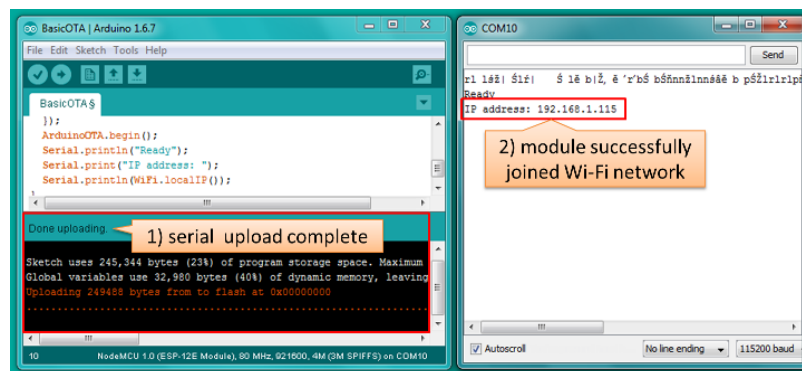 BasicOTA | Arduino 1.6.7
File Edit Sketch Tools Help
BasicOTA §
});
ArduinoOTA.begin();
Serial.println("Ready");
Serial.print("IP address: ");
Serial.println(WiFi.localIP());
}
Done uploading.
1) serial upload complete
Sketch uses 245,344 bytes (23%) of program storage space. Maximum
Global variables use 32,980 bytes (40%) of dynamic memory, leaving
Uploading 249488 bytes from to flash at 0x00000000
................................................................................
10
NodeMCU 1.0 (ESP-12E Module), 80 MHz, 921600, 4M (3M SPIFFS) on COM10
COM10
Send
Ready
IP address: 192.168.1.115
2) module successfully
joined Wi-Fi network
Autoscroll
No line ending
115200 baud